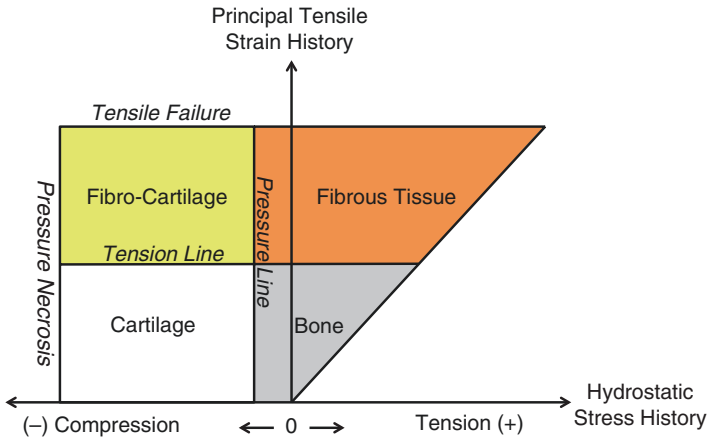 Principal Tensile
Strain History
Tensile Failure
Pressure Necrosis
Fibro-Cartilage
Pressure Line
Fibrous Tissue
Tension Line
Cartilage
Bone
(–) Compression
0
Tension (+)
Hydrostatic
Stress History